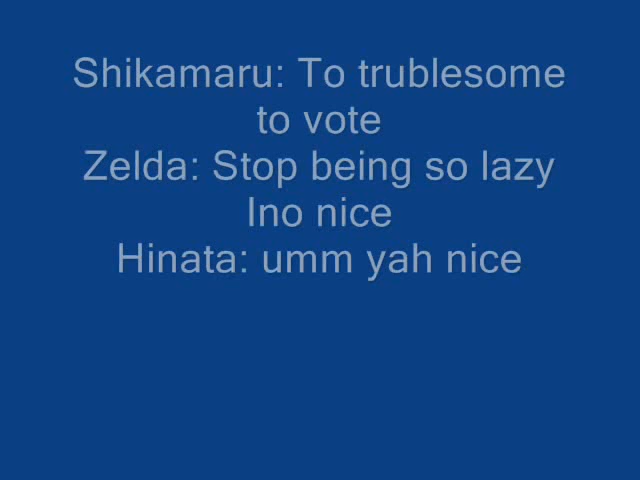 Shikamaru: To trublesome
to vote
Zelda: Stop being so lazy
Ino nice
Hinata: umm yah nice